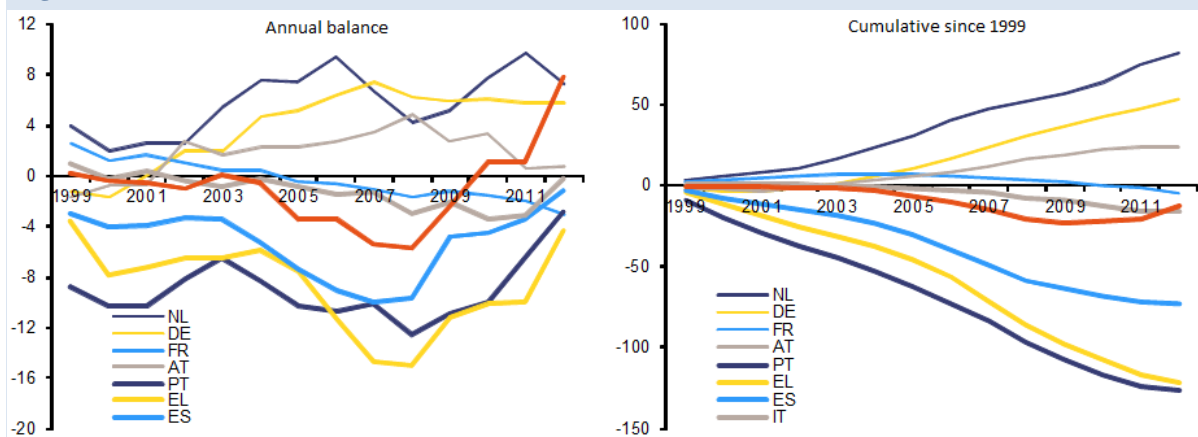 Annual balance
12
8
4
0
-4
-8
-12
-16
-20
1999 2001 2003 2005 2007 2009 2011
NL
DE
FR
AT
PT
EL
ES
Cumulative since 1999
100
50
0
-50
-100
-150
1999 2001 2003 2005 2007 2009 2011
NL
DE
FR
AT
PT
EL
ES
IT